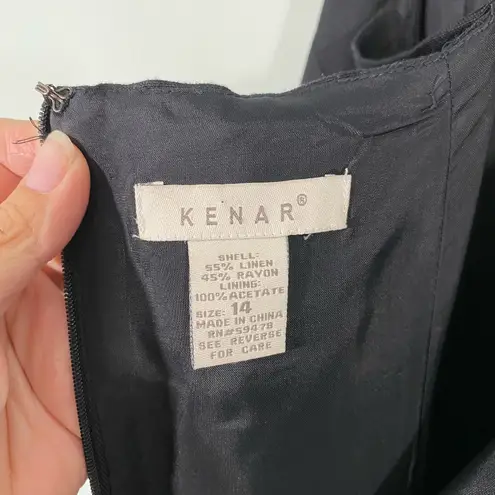 KENAR®
SHELL:
55% LINEN
45% RAYON
LINING:
100% ACETATE
SIZE: 14
MADE IN CHINA
RN#59478
SEE REVERSE
FOR CARE